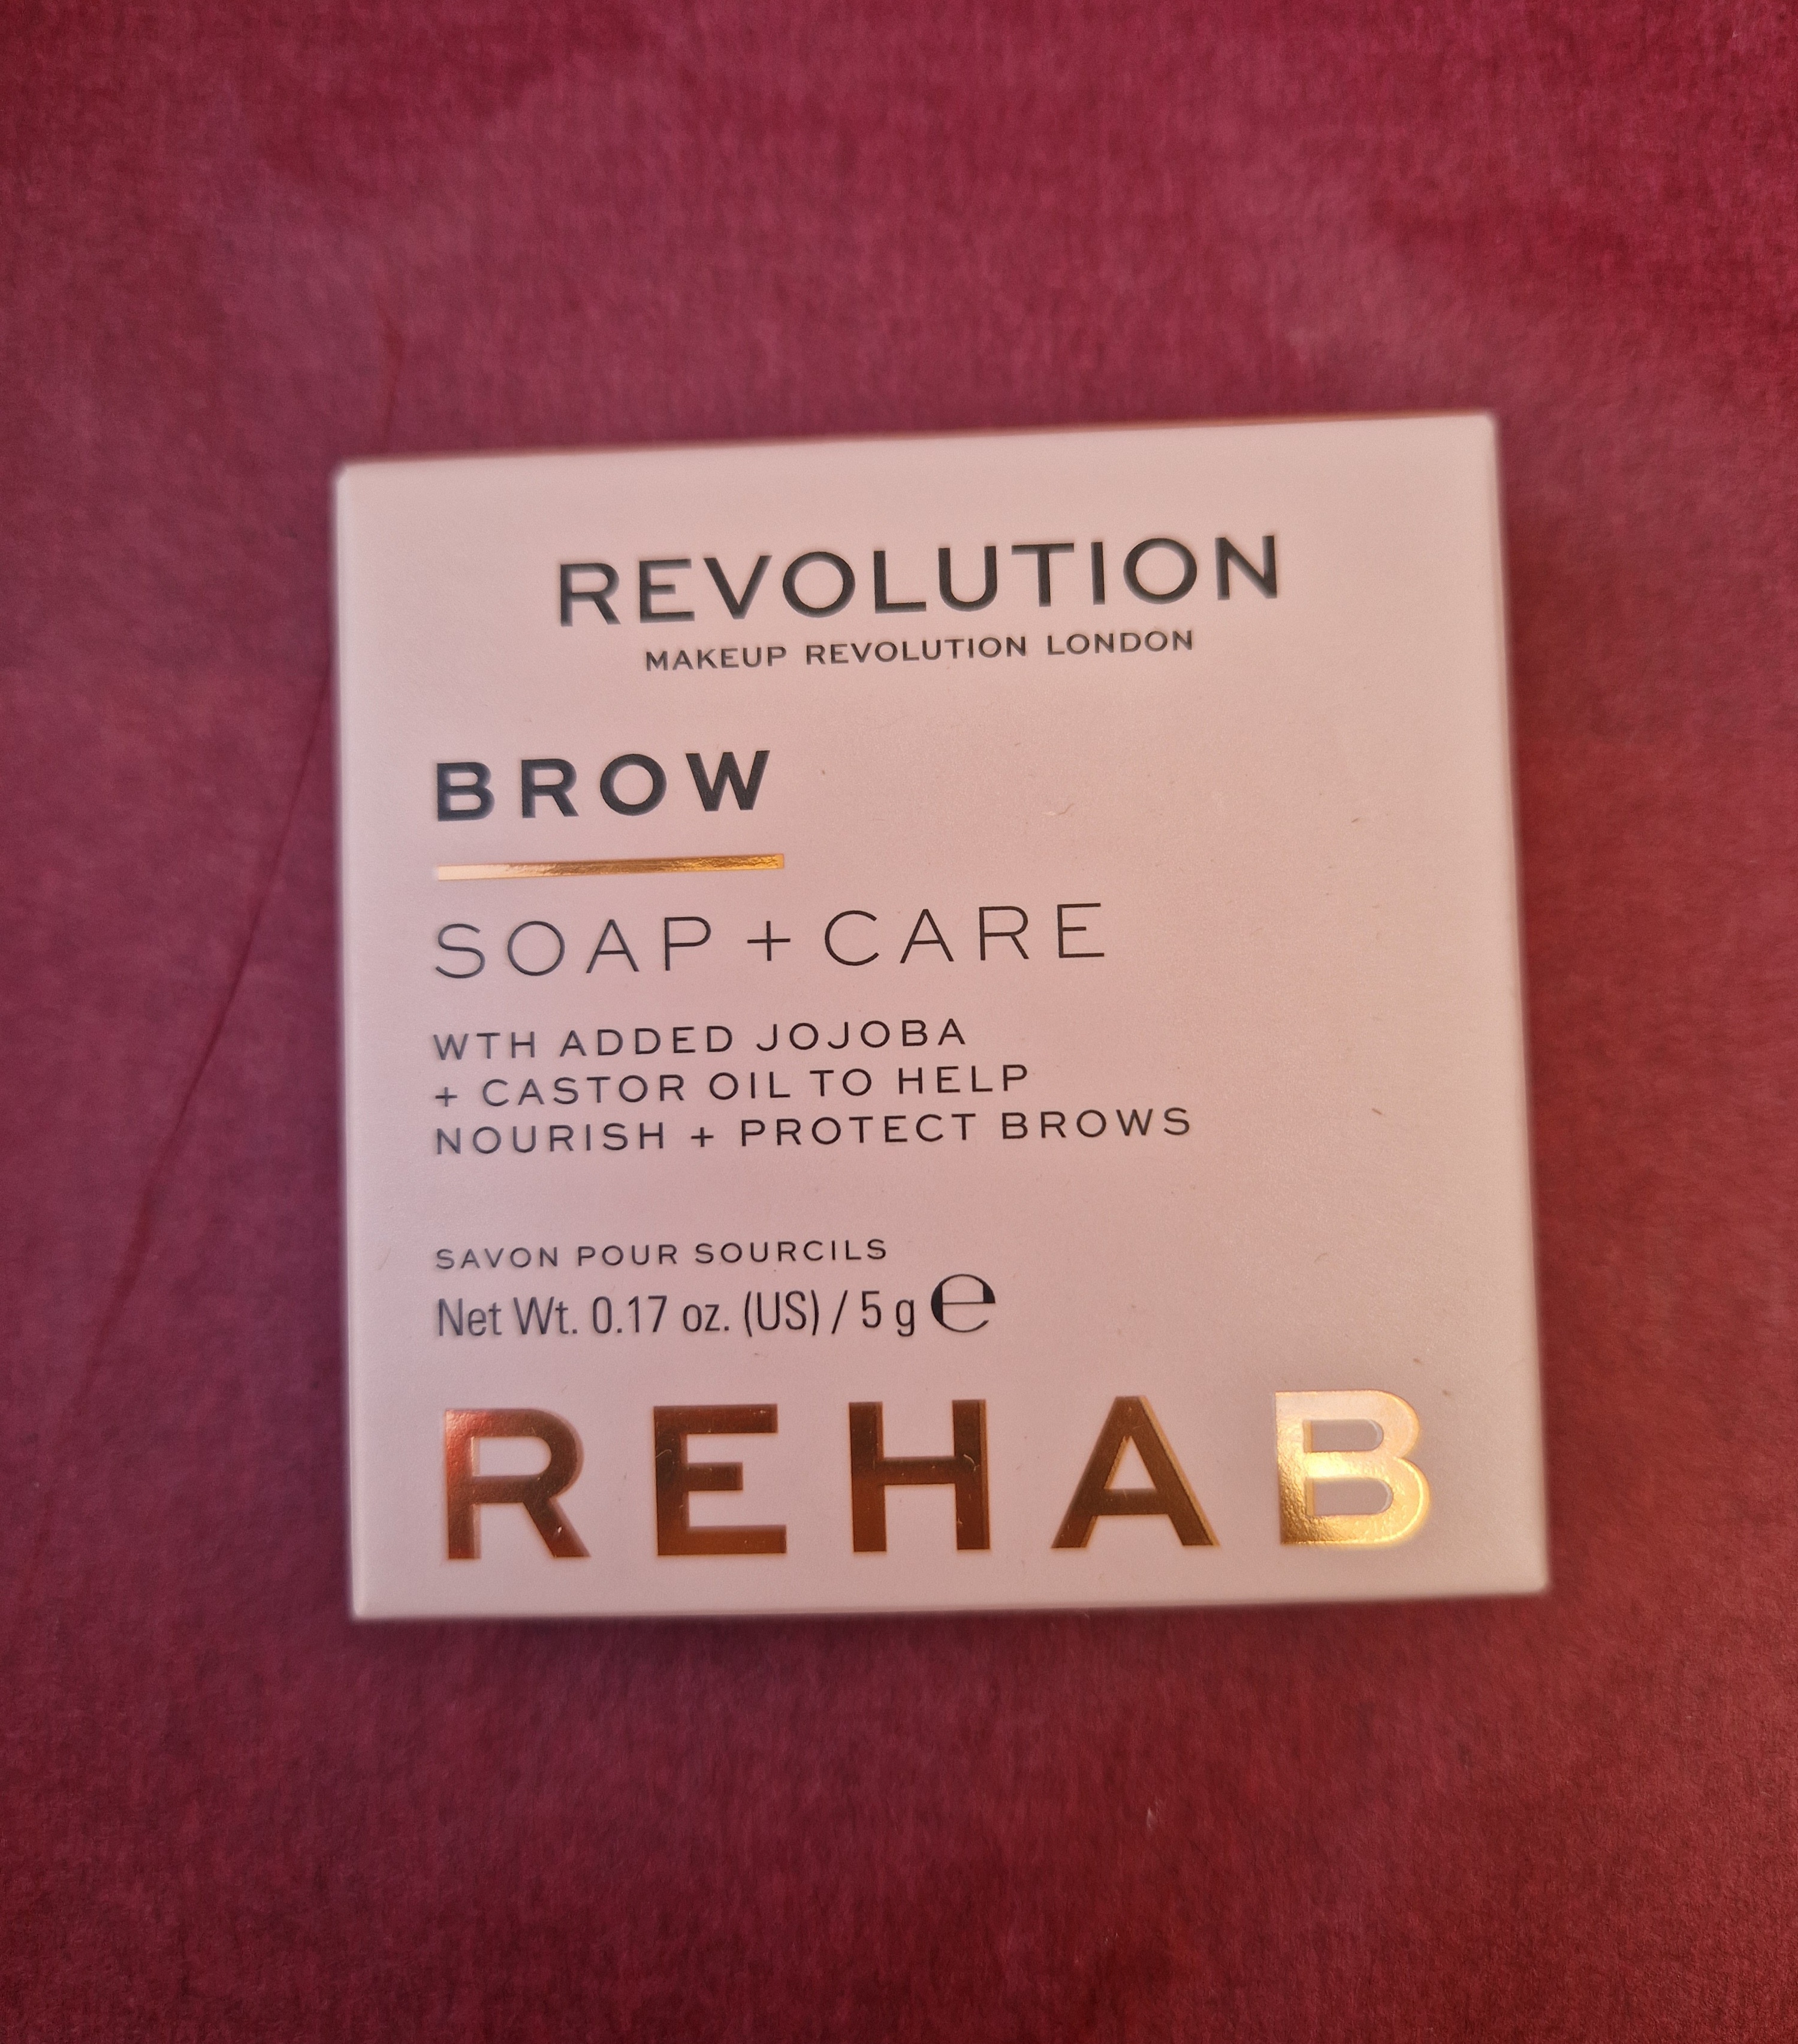 REVOLUTION
MAKEUP REVOLUTION LONDON
BROW
SOAP + CARE
WTH ADDED JOJOBA
+ CASTOR OIL TO HELP
NOURISH + PROTECT BROWS
SAVON POUR SOURCILS
Net Wt. 0.17 oz. (US) / 5 g ℮
REHAB